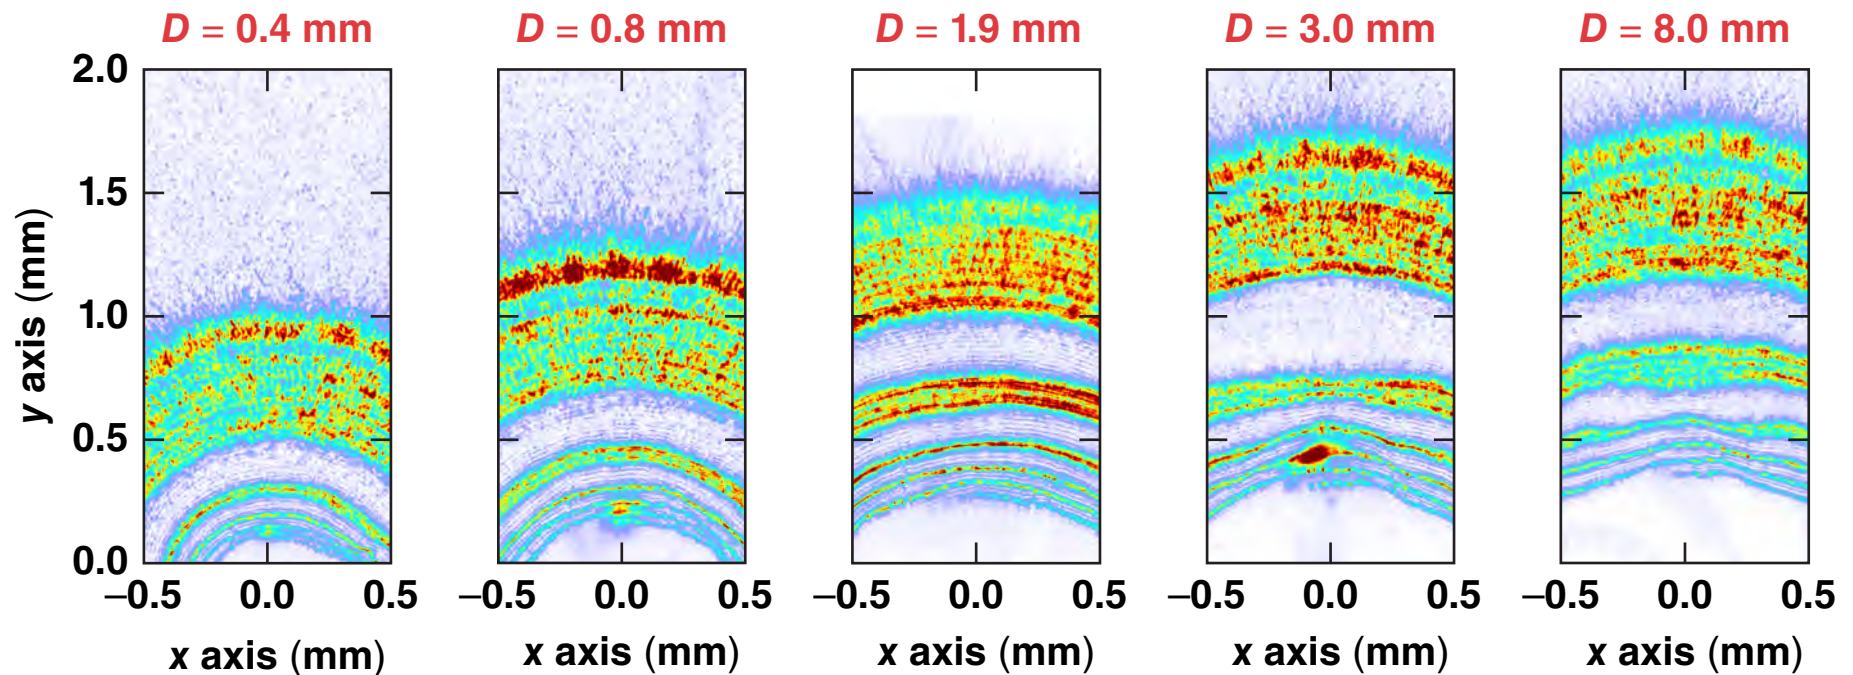 D = 0.4 mm
D = 0.8 mm
D = 1.9 mm
D = 3.0 mm
D = 8.0 mm
2.0
1.5
1.0
0.5
0.0
y axis (mm)
–0.5 0.0 0.5
–0.5 0.0 0.5
–0.5 0.0 0.5
–0.5 0.0 0.5
–0.5 0.0 0.5
x axis (mm)
x axis (mm)
x axis (mm)
x axis (mm)
x axis (mm)